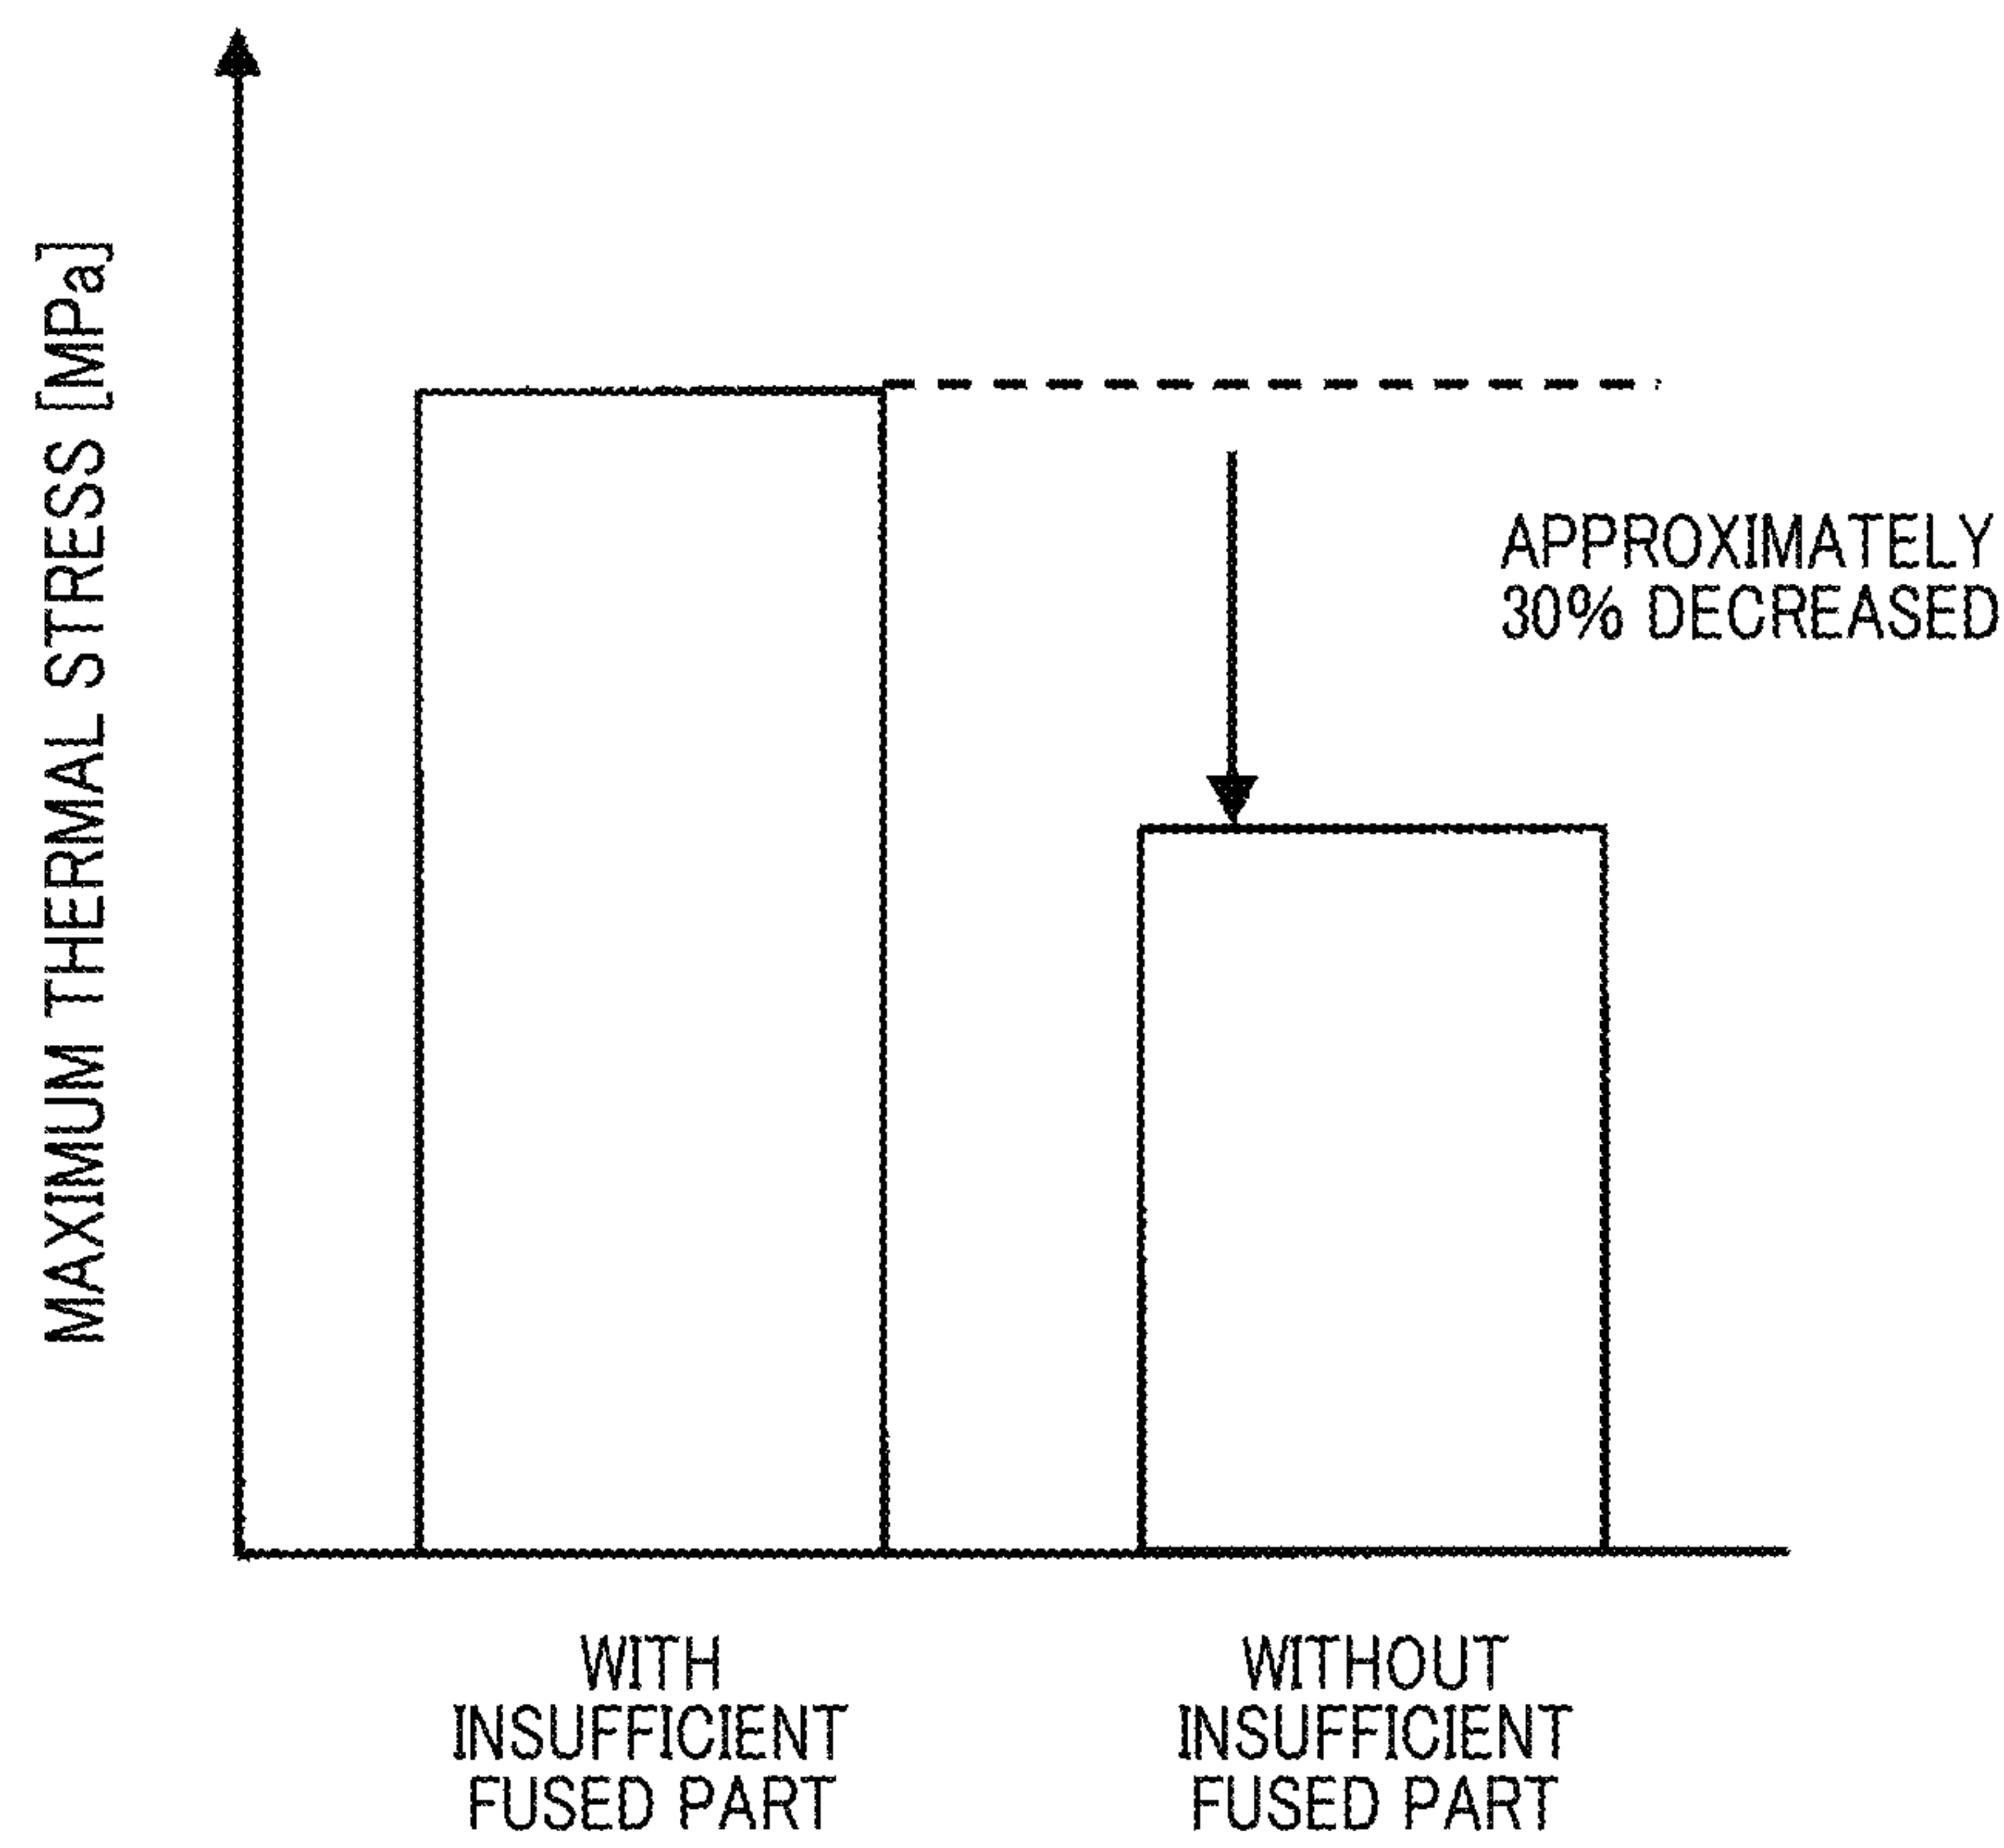 MAXIMUM THERMAL STRESS [MPa]
APPROXIMATELY
30% DECREASED
WITH
INSUFFICIENT
FUSED PART
WITHOUT
INSUFFICIENT
FUSED PART